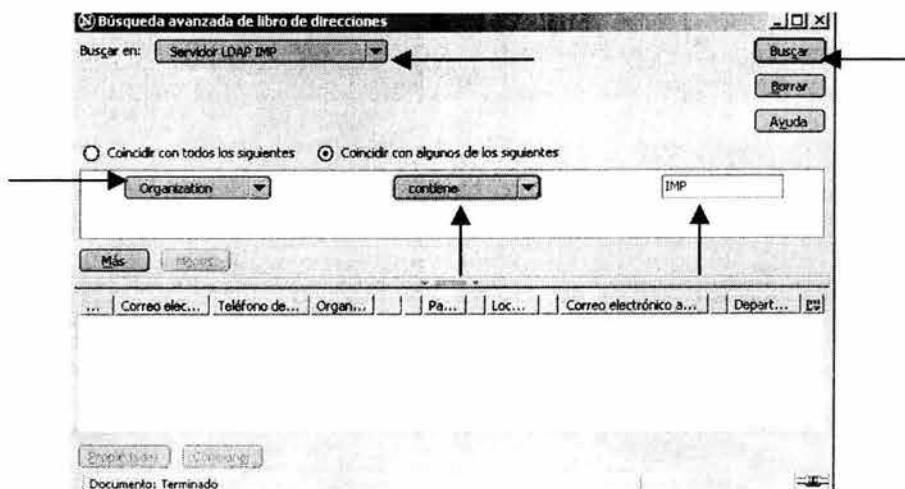 Búsqueda avanzada de libro de direcciones
Buscar en: Servidor LDAP IMP
Buscar
Borrar
Ayuda
Coincidir con todos los siguientes Coincidir con algunos de los siguientes
Organization contiene IMP
Más Menos
... Correo elec... Teléfono de... Organ... Pa... Loc... Correo electrónico a... Depart...
Propiedades
Documento: Terminado